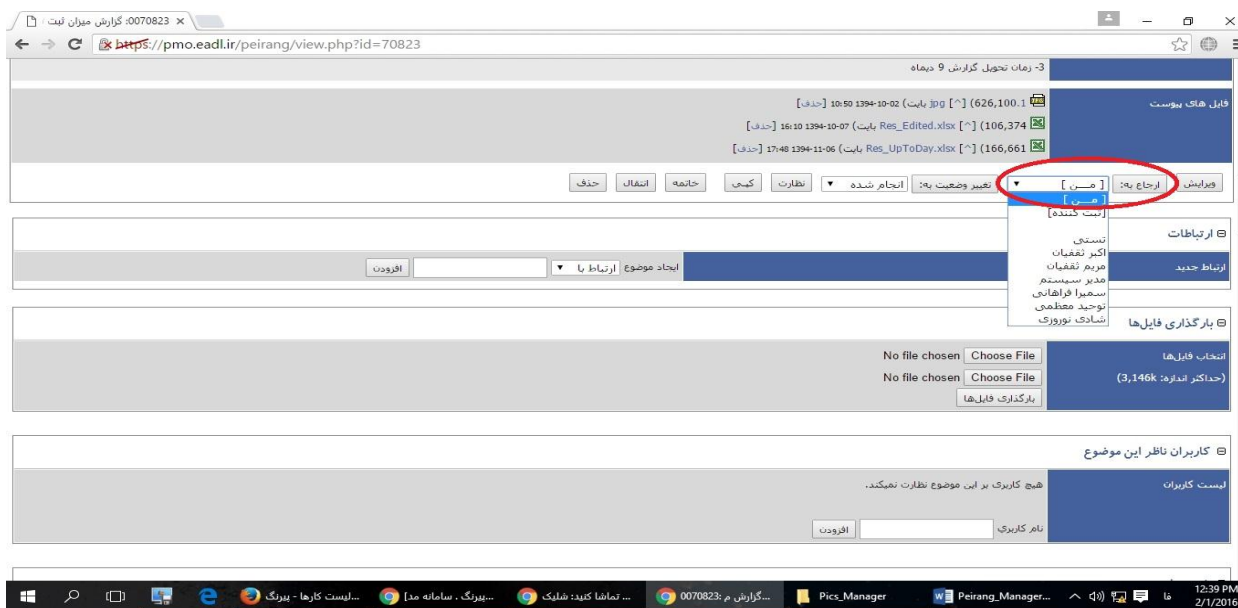 0070823: گزارش میزان ثبت
https://pmo.eadl.ir/peirang/view.php?id=70823
3- زمان تحویل گزارش 9 دیماه
فایل های پیوست
jpg [^] (626,100.1 بایت) 1394-10-02 10:50 [حذف]
Res_Edited.xlsx [^] (106,374 بایت) 1394-10-07 16:10 [حذف]
Res_UpToDay.xlsx [^] (166,661 بایت) 1394-11-06 17:48 [حذف]
ویرایش ارجاع به: [ مـــن ] تغییر وضعیت به: انجام شده نظارت کپی خاتمه انتقال حذف
[ مـــن ]
[ثبت کننده]
تستی
اکبر ثقفیان
مریم ثقفیان
مدیر سیستم
سمیرا فراهانی
توحید معظمی
شادی نوروزی
ارتباطات
ارتباط جدید
ایجاد موضوع ارتباط با افزودن
بارگذاری فایل‌ها
انتخاب فایل‌ها
(حداکثر اندازه: 3,146k)
Choose File No file chosen
Choose File No file chosen
بارگذاری فایل‌ها
کاربران ناظر این موضوع
لیست کاربران
هیچ کاربری بر این موضوع نظارت نمیکند.
نام کاربری افزودن
لیست کارها - پیرنگ...
پیرنگ . سامانه مد]...
تماشا کنید: شلیک ...
0070823: گزارش م...
Pics_Manager
Peirang_Manager...
فا
12:39 PM
2/1/2016